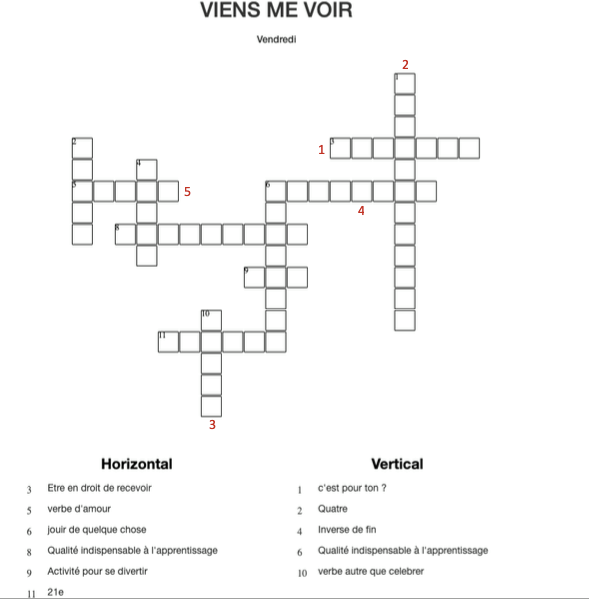 VIENS ME VOIR
Vendredi
2
1
2
3
1
4
5
6
5
4
8
9
10
11
3
Horizontal
3 Etre en droit de recevoir
5 verbe d'amour
6 jouir de quelque chose
8 Qualité indispensable à l'apprentissage
9 Activité pour se divertir
11 21e
Vertical
1 c'est pour ton ?
2 Quatre
4 Inverse de fin
6 Qualité indispensable à l'apprentissage
10 verbe autre que celebrer